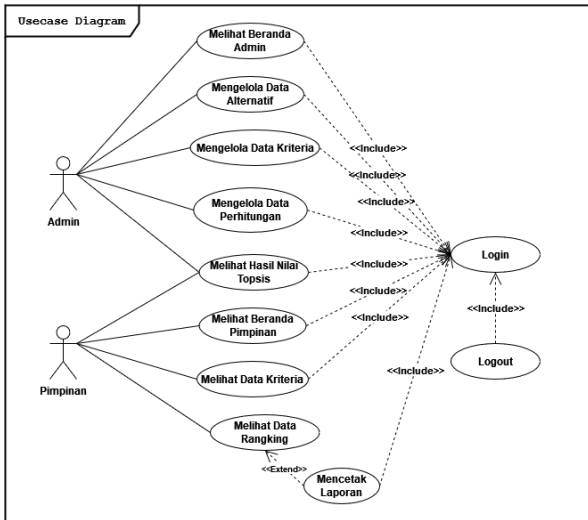 Usecase Diagram
Melihat Beranda
Admin
Mengelola Data
Alternatif
<<Include>>
Mengelola Data Kriteria
<<Include>>
<<Include>>
Admin
Mengelola Data
Perhitungan
<<Include>>
Login
Melihat Hasil Nilai
Topsis
<<Include>>
<<Include>>
Melihat Beranda
Pimpinan
<<Include>>
<<Include>>
Pimpinan
Melihat Data Kriteria
<<Include>>
Logout
<<Include>>
Melihat Data
Rangking
<<Extend>>
Mencetak
Laporan